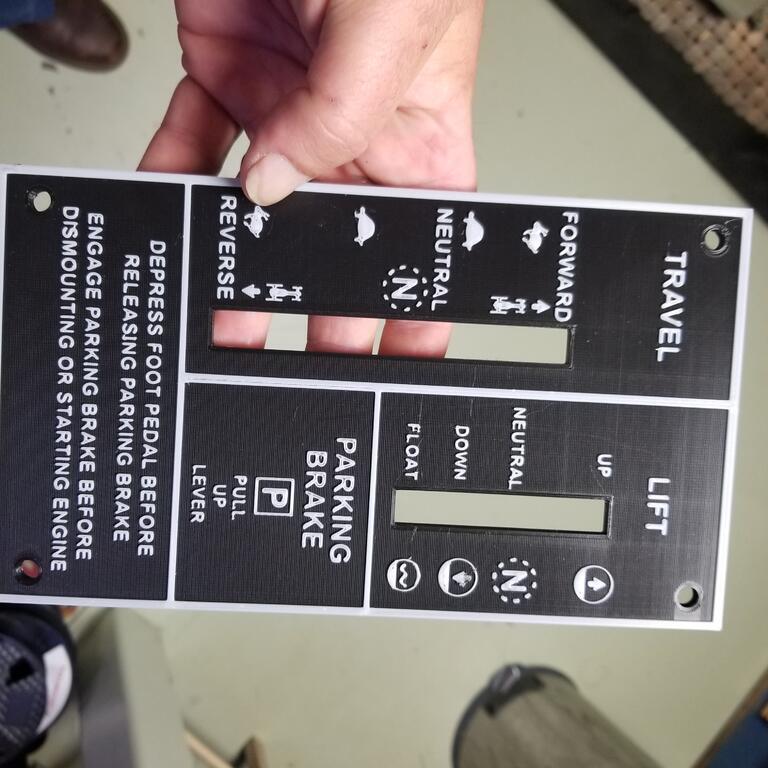 TRAVEL
FORWARD
NEUTRAL
N
REVERSE
LIFT
UP
NEUTRAL
N
DOWN
FLOAT
PARKING
BRAKE
P
PULL
UP
LEVER
DEPRESS FOOT PEDAL BEFORE
RELEASING PARKING BRAKE
ENGAGE PARKING BRAKE BEFORE
DISMOUNTING OR STARTING ENGINE